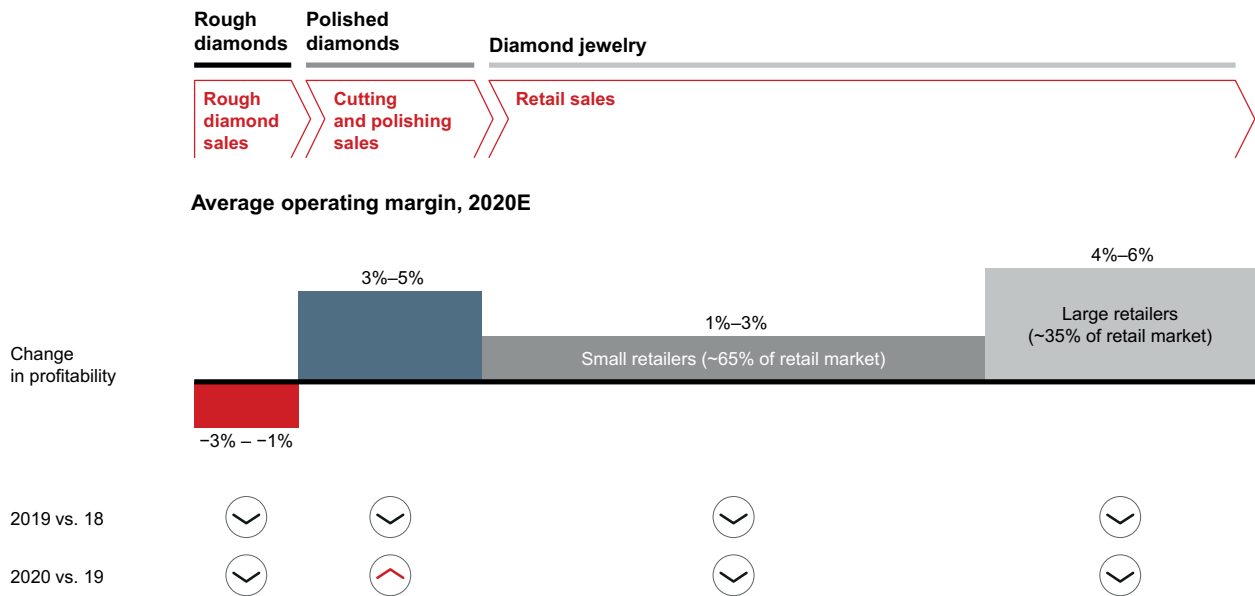 Rough
diamonds
Polished
diamonds
Diamond jewelry
Rough
diamond
sales
Cutting
and polishing
sales
Retail sales
Average operating margin, 2020E
3%–5%
1%–3%
4%–6%
Small retailers (~65% of retail market)
Large retailers
(~35% of retail market)
Change
in profitability
−3% – −1%
2019 vs. 18
2020 vs. 19